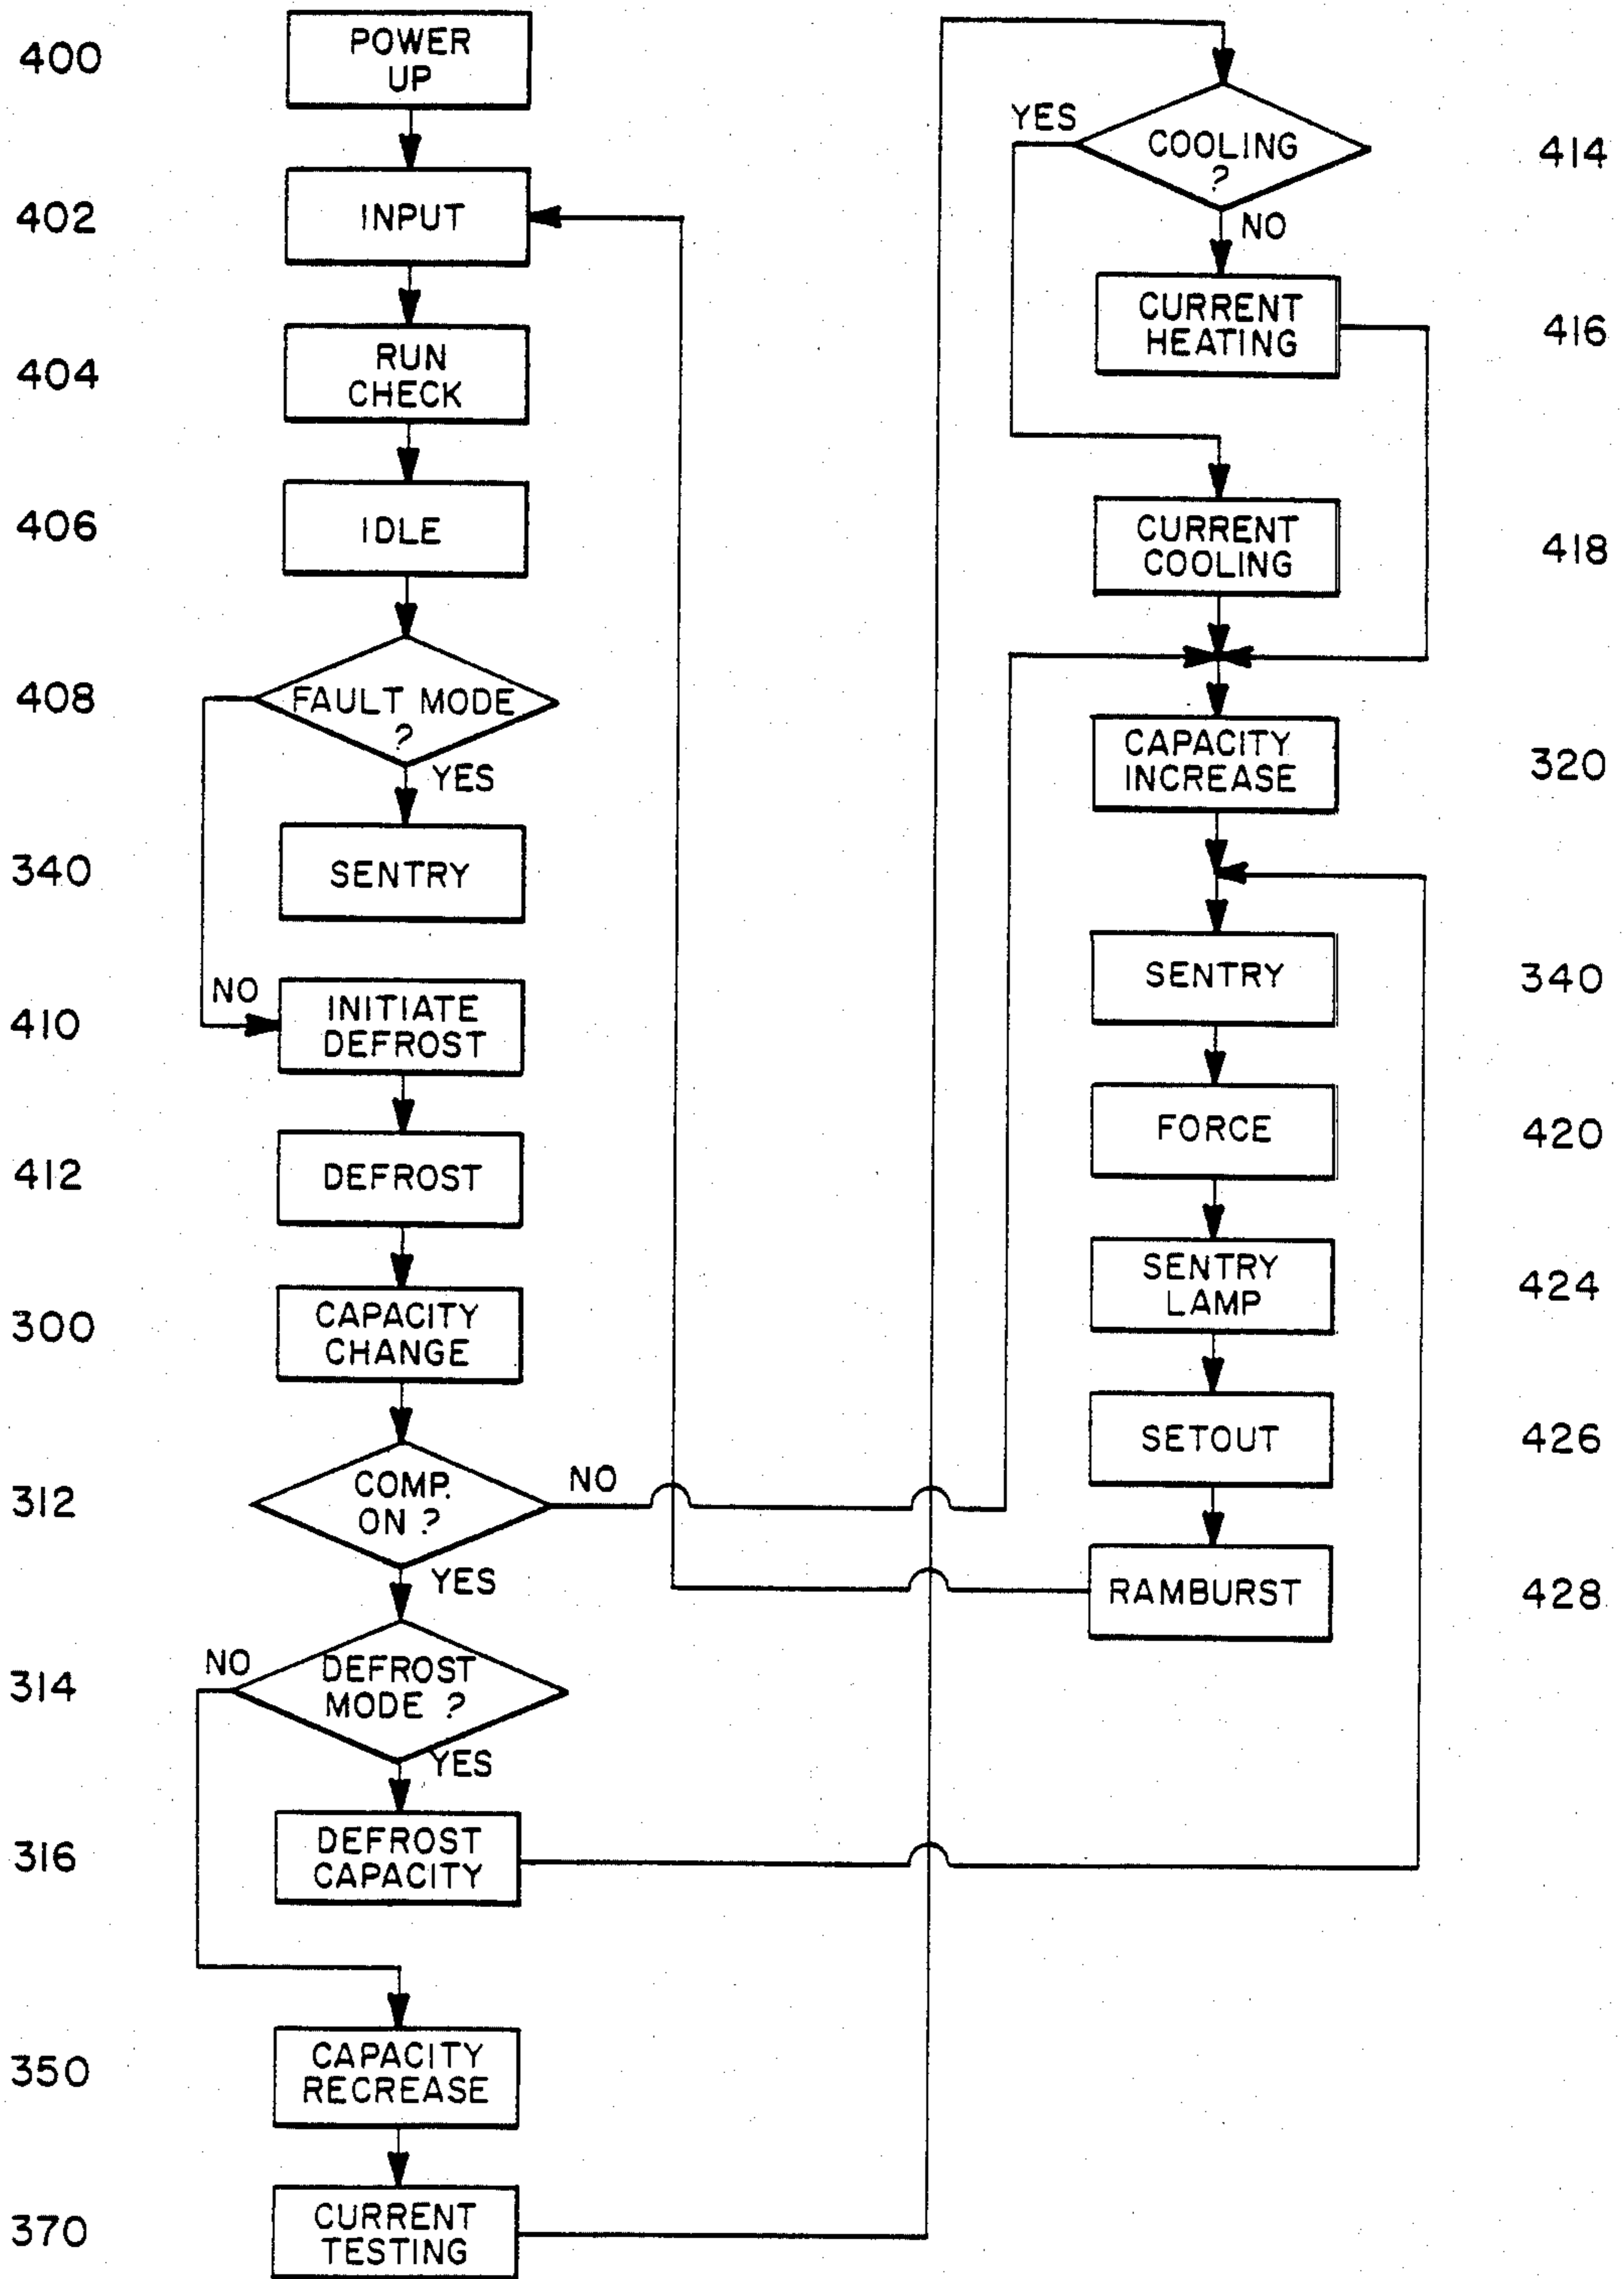 400
POWER
UP
402
INPUT
404
RUN
CHECK
406
IDLE
408
FAULT MODE
?
YES
340
SENTRY
NO
410
INITIATE
DEFROST
412
DEFROST
300
CAPACITY
CHANGE
312
COMP.
ON ?
NO
YES
314
NO
DEFROST
MODE ?
YES
316
DEFROST
CAPACITY
350
CAPACITY
RECREASE
370
CURRENT
TESTING
YES
COOLING
?
414
NO
CURRENT
HEATING
416
CURRENT
COOLING
418
CAPACITY
INCREASE
320
SENTRY
340
FORCE
420
SENTRY
LAMP
424
SETOUT
426
RAMBURST
428